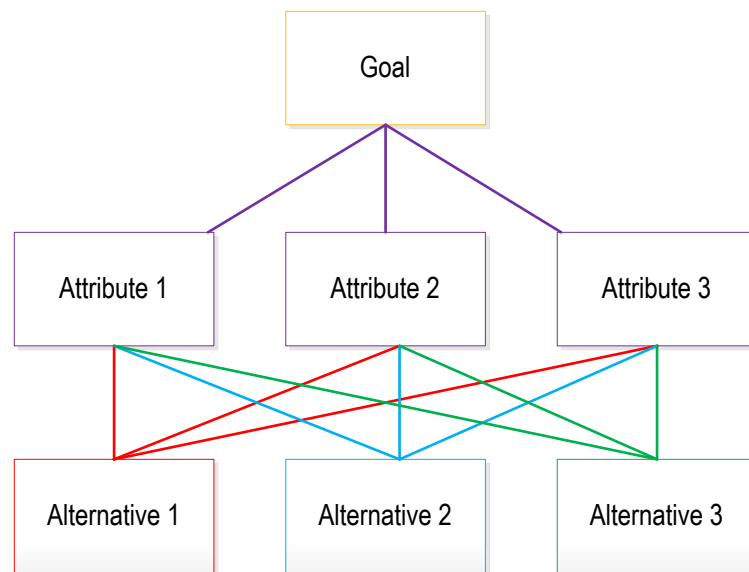 Goal
Attribute 1
Attribute 2
Attribute 3
Alternative 1
Alternative 2
Alternative 3